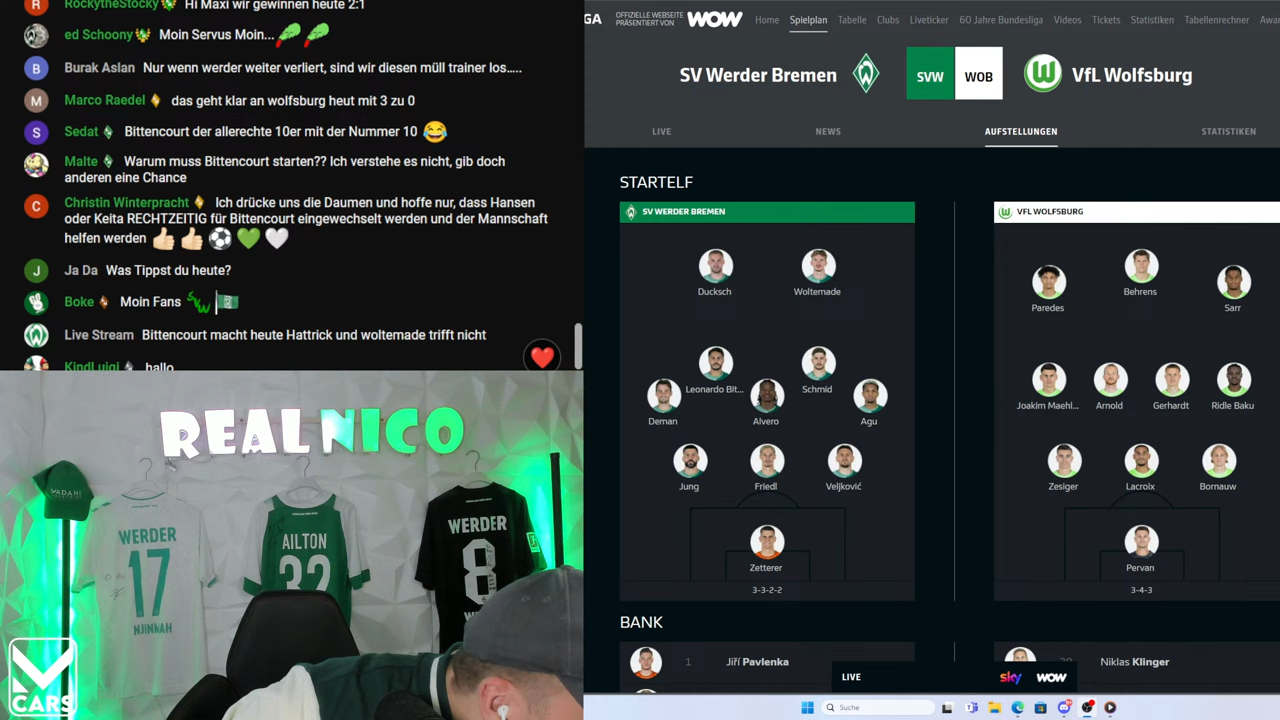 RockytheStocky Hi Maxi wir gewinnen heute 2:1
ed Schoony Moin Servus Moin...
Burak Aslan Nur wenn werder weiter verliert, sind wir diesen müll trainer los.....
Marco Raedel das geht klar an wolfsburg heut mit 3 zu 0
Sedat Bittencourt der allerechte 10er mit der Nummer 10
Malte Warum muss Bittencourt starten?? Ich verstehe es nicht, gib doch
anderen eine Chance
Christin Winterpracht Ich drücke uns die Daumen und hoffe nur, dass Hansen
oder Keita RECHTZEITIG für Bittencourt eingewechselt werden und der Mannschaft
helfen werden
Ja Da Was Tippst du heute?
Boke Moin Fans
Live Stream Bittencourt macht heute Hattrick und woltemade trifft nicht
KindLuigi hallo
REALNICO
VADANI
WERDER
17
NJINMAH
AILTON
32
WERDER
8
CARS
GA
OFFIZIELLE WEBSEITE
PRÄSENTIERT VON
WOW
Home Spielplan Tabelle Clubs Liveticker 60 Jahre Bundesliga Videos Tickets Statistiken Tabellenrechner Awa
SV Werder Bremen SVW WOB VfL Wolfsburg
LIVE NEWS AUFSTELLUNGEN STATISTIKEN
STARTELF
SV WERDER BREMEN
Ducksch Woltemade
Leonardo Bit... Schmid
Deman Alvero Agu
Jung Friedl Veljković
Zetterer
3-3-2-2
VFL WOLFSBURG
Paredes Behrens Sarr
Joakim Maehl... Arnold Gerhardt Ridle Baku
Zesiger Lacroix Bornauw
Pervan
3-4-3
BANK
1 Jiří Pavlenka
Niklas Klinger
LIVE sky WOW
Suche